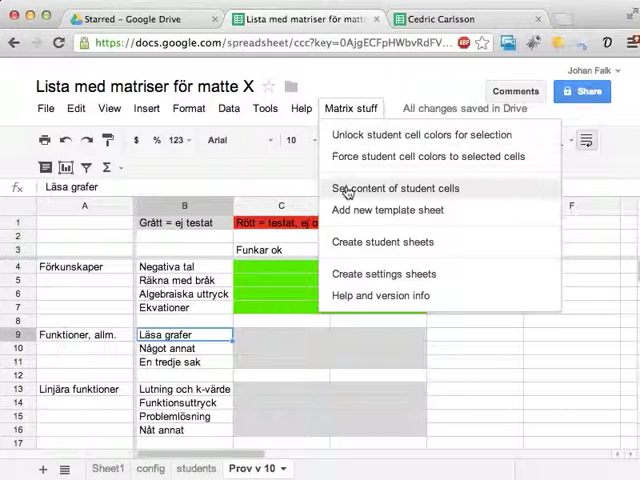 Starred – Google Drive
Lista med matriser för matte
Cedric Carlsson
https://docs.google.com/spreadsheet/ccc?key=0AjgECFpHWbvRdFV...
Johan Falk
Lista med matriser för matte X
Comments
Share
File Edit View Insert Format Data Tools Help Matrix stuff All changes saved in Drive
$ % 123 Arial 10
Unlock student cell colors for selection
Force student cell colors to selected cells
Set content of student cells
Add new template sheet
Create student sheets
Create settings sheets
Help and version info
fx Läsa grafer
A B C F
1 Grått = ej testat Rött = testat, ej o
2
3 Funkar ok
4 Förkunskaper Negativa tal
5 Räkna med bråk
6 Algebraiska uttryck
7 Ekvationer
8
9 Funktioner, allm. Läsa grafer
10 Något annat
11 En tredje sak
12
13 Linjära funktioner Lutning och k-värde
14 Funktionsuttryck
15 Problemlösning
16 Nåt annat
17
Sheet1 config students Prov v 10